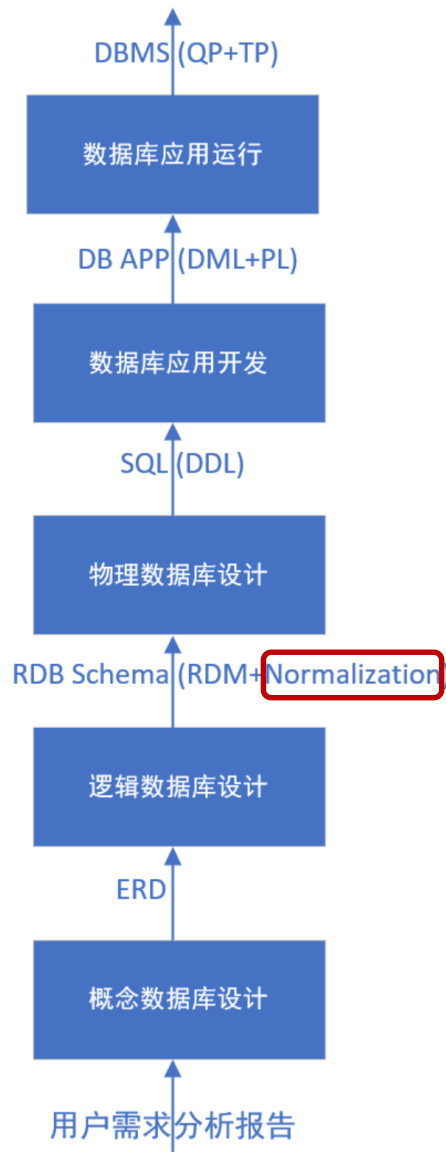 DBMS (QP+TP)
数据库应用运行
DB APP (DML+PL)
数据库应用开发
SQL (DDL)
物理数据库设计
RDB Schema (RDM+Normalization)
逻辑数据库设计
ERD
概念数据库设计
用户需求分析报告